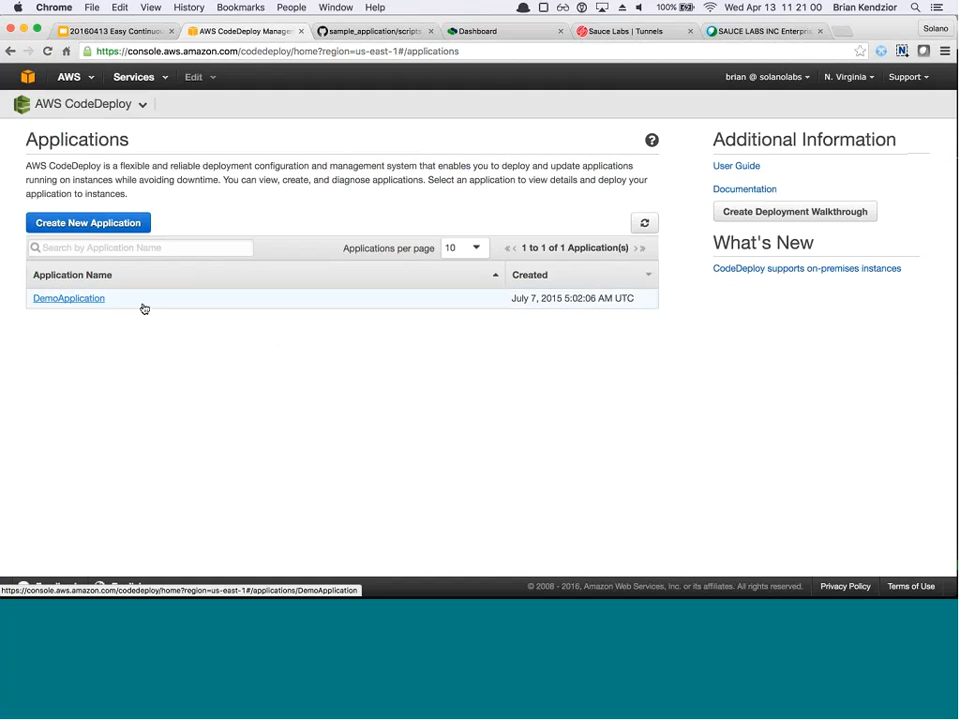 Chrome File Edit View History Bookmarks People Window Help 100% Wed Apr 13 11 21 00 Brian Kendzior
20160413 Easy Continuou AWS CodeDeploy Manage sample_application/scripts Dashboard Sauce Labs | Tunnels SAUCE LABS INC Enterpris Solano
https://console.aws.amazon.com/codedeploy/home?region=us-east-1#/applications
AWS Services Edit brian @ solanolabs N. Virginia Support
AWS CodeDeploy
Applications
AWS CodeDeploy is a flexible and reliable deployment configuration and management system that enables you to deploy and update applications
running on instances while avoiding downtime. You can view, create, and diagnose applications. Select an application to view details and deploy your
application to instances.
Create New Application
Search by Application Name Applications per page 10 1 to 1 of 1 Application(s)
Application Name Created
DemoApplication July 7, 2015 5:02:06 AM UTC
Additional Information
User Guide
Documentation
Create Deployment Walkthrough
What's New
CodeDeploy supports on-premises instances
© 2008 - 2016, Amazon Web Services, Inc. or its affiliates. All rights reserved. Privacy Policy Terms of Use
https://console.aws.amazon.com/codedeploy/home?region=us-east-1#/applications/DemoApplication